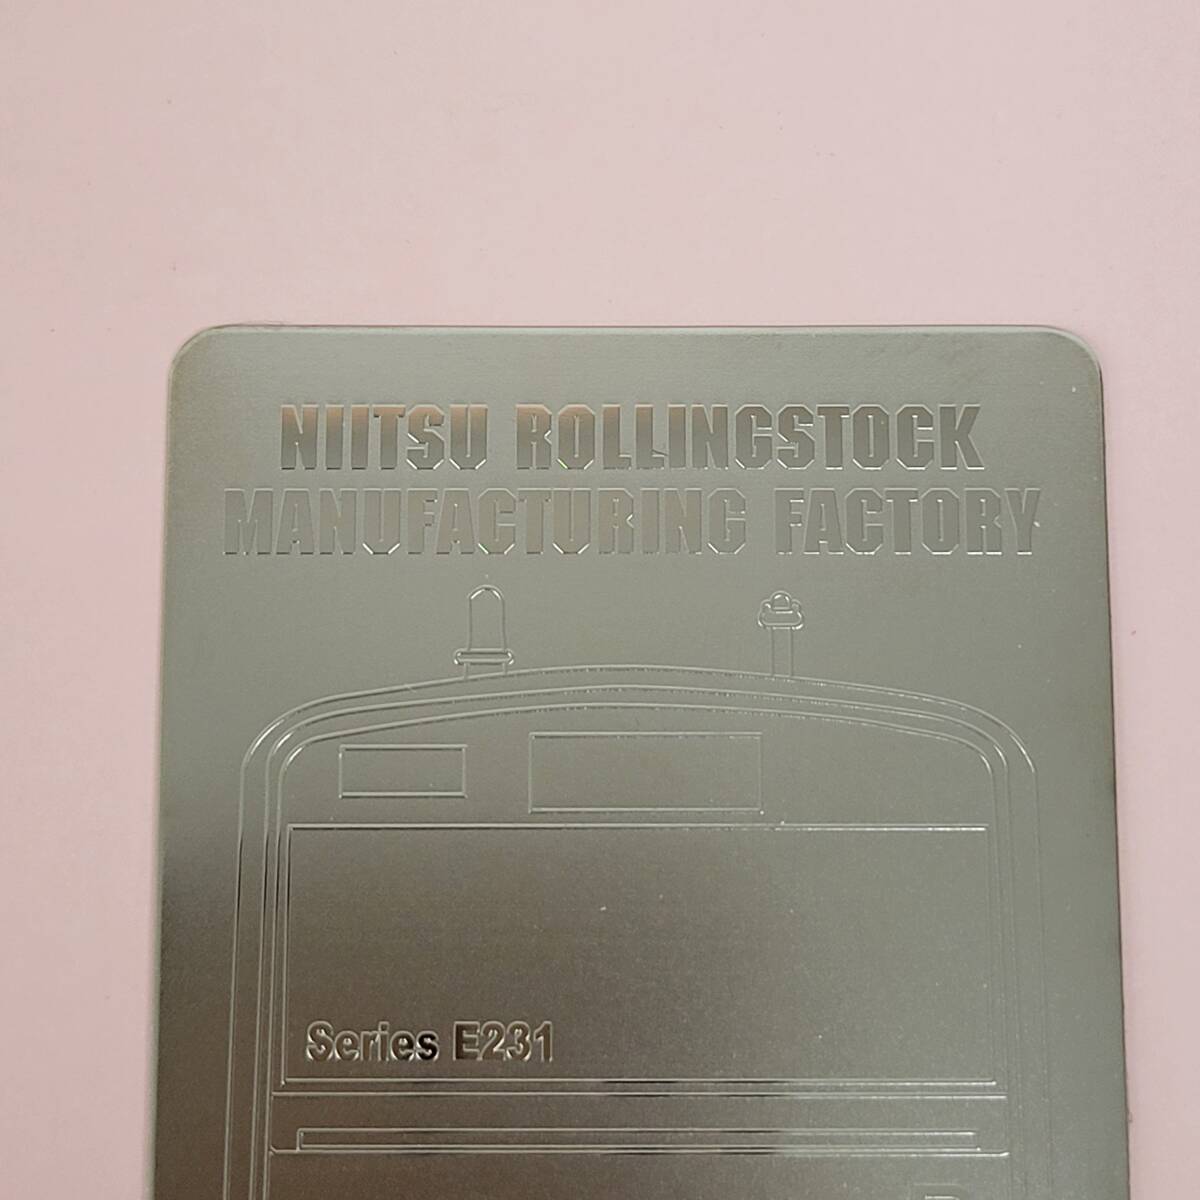 NIITSU ROLLINGSTOCK
MANUFACTURING FACTORY
Series E231